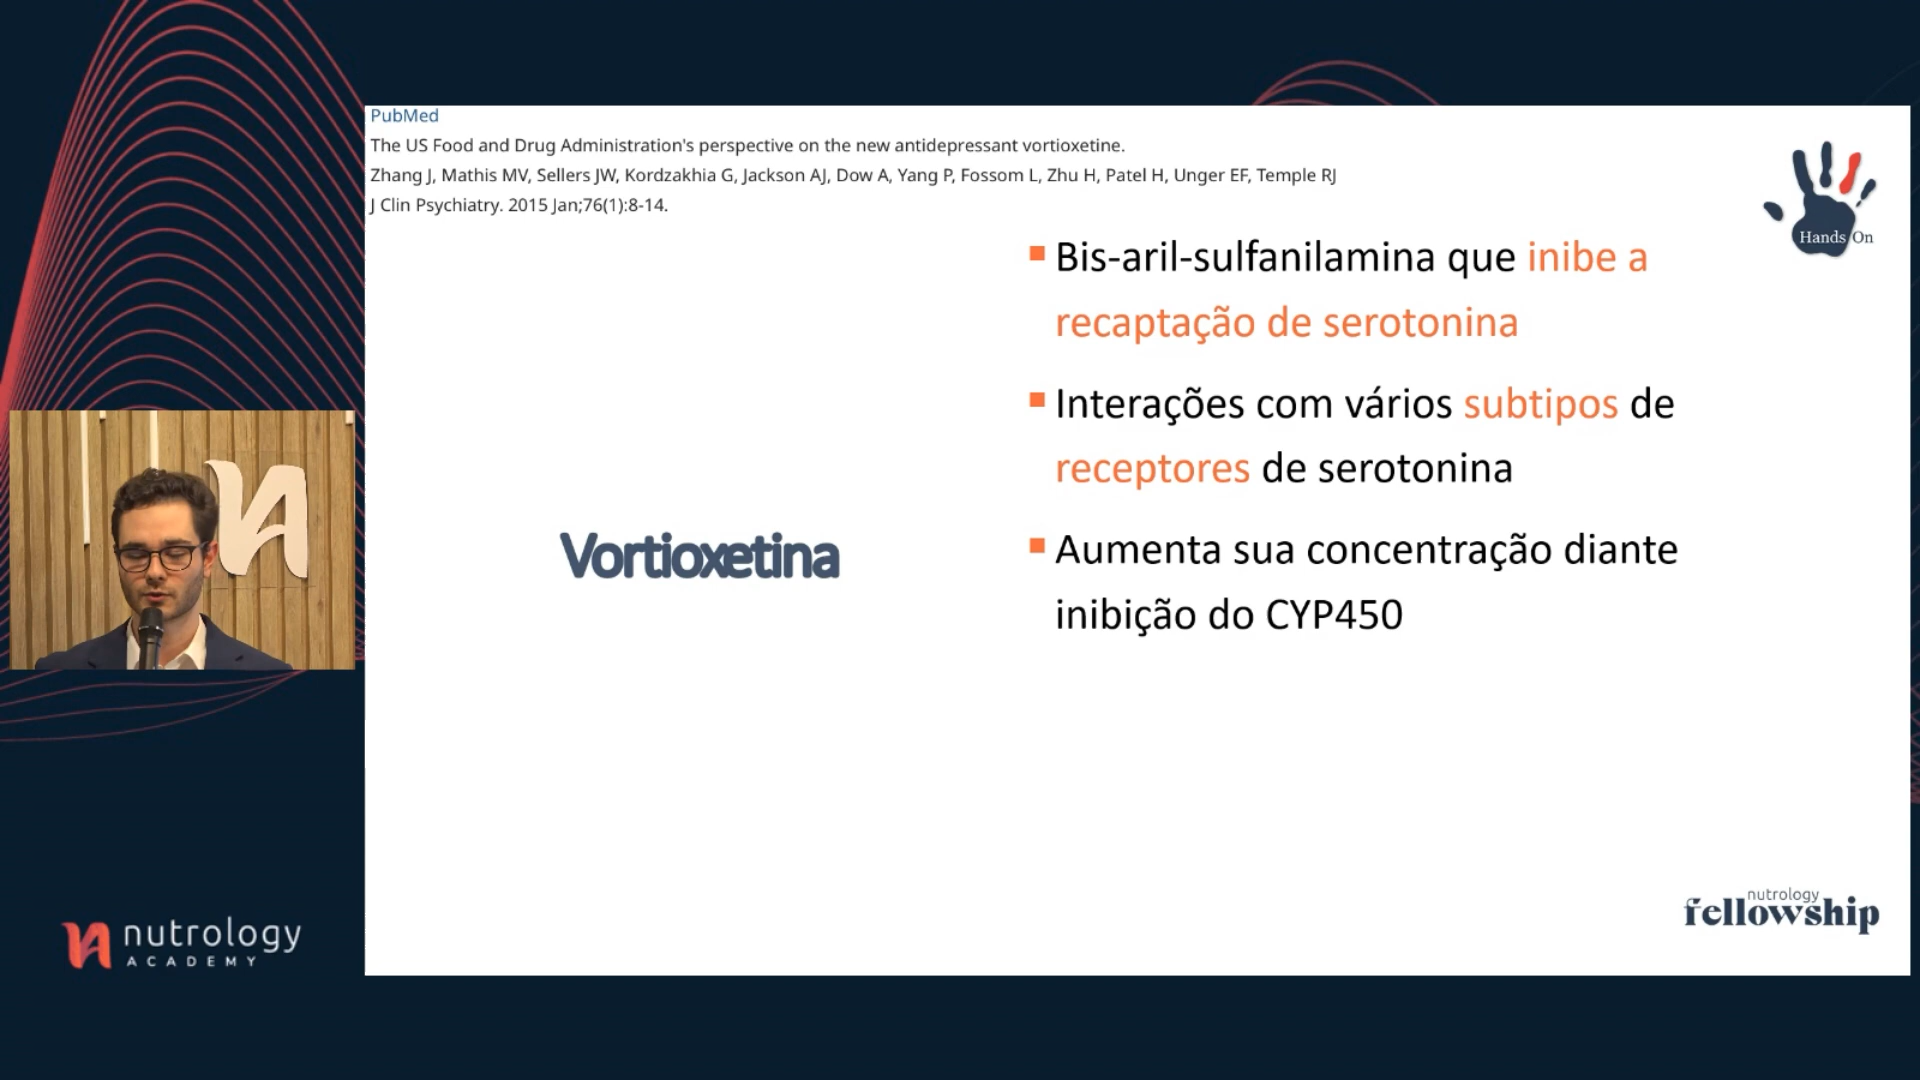 PubMed
The US Food and Drug Administration's perspective on the new antidepressant vortioxetine.
Zhang J, Mathis MV, Sellers JW, Kordzakhia G, Jackson AJ, Dow A, Yang P, Fossom L, Zhu H, Patel H, Unger EF, Temple RJ
J Clin Psychiatry. 2015 Jan;76(1):8-14.
Hands On
Vortioxetina
Bis-aril-sulfanilamina que inibe a
recaptação de serotonina
Interações com vários subtipos de
receptores de serotonina
Aumenta sua concentração diante
inibição do CYP450
nutrology
ACADEMY
nutrology
fellowship